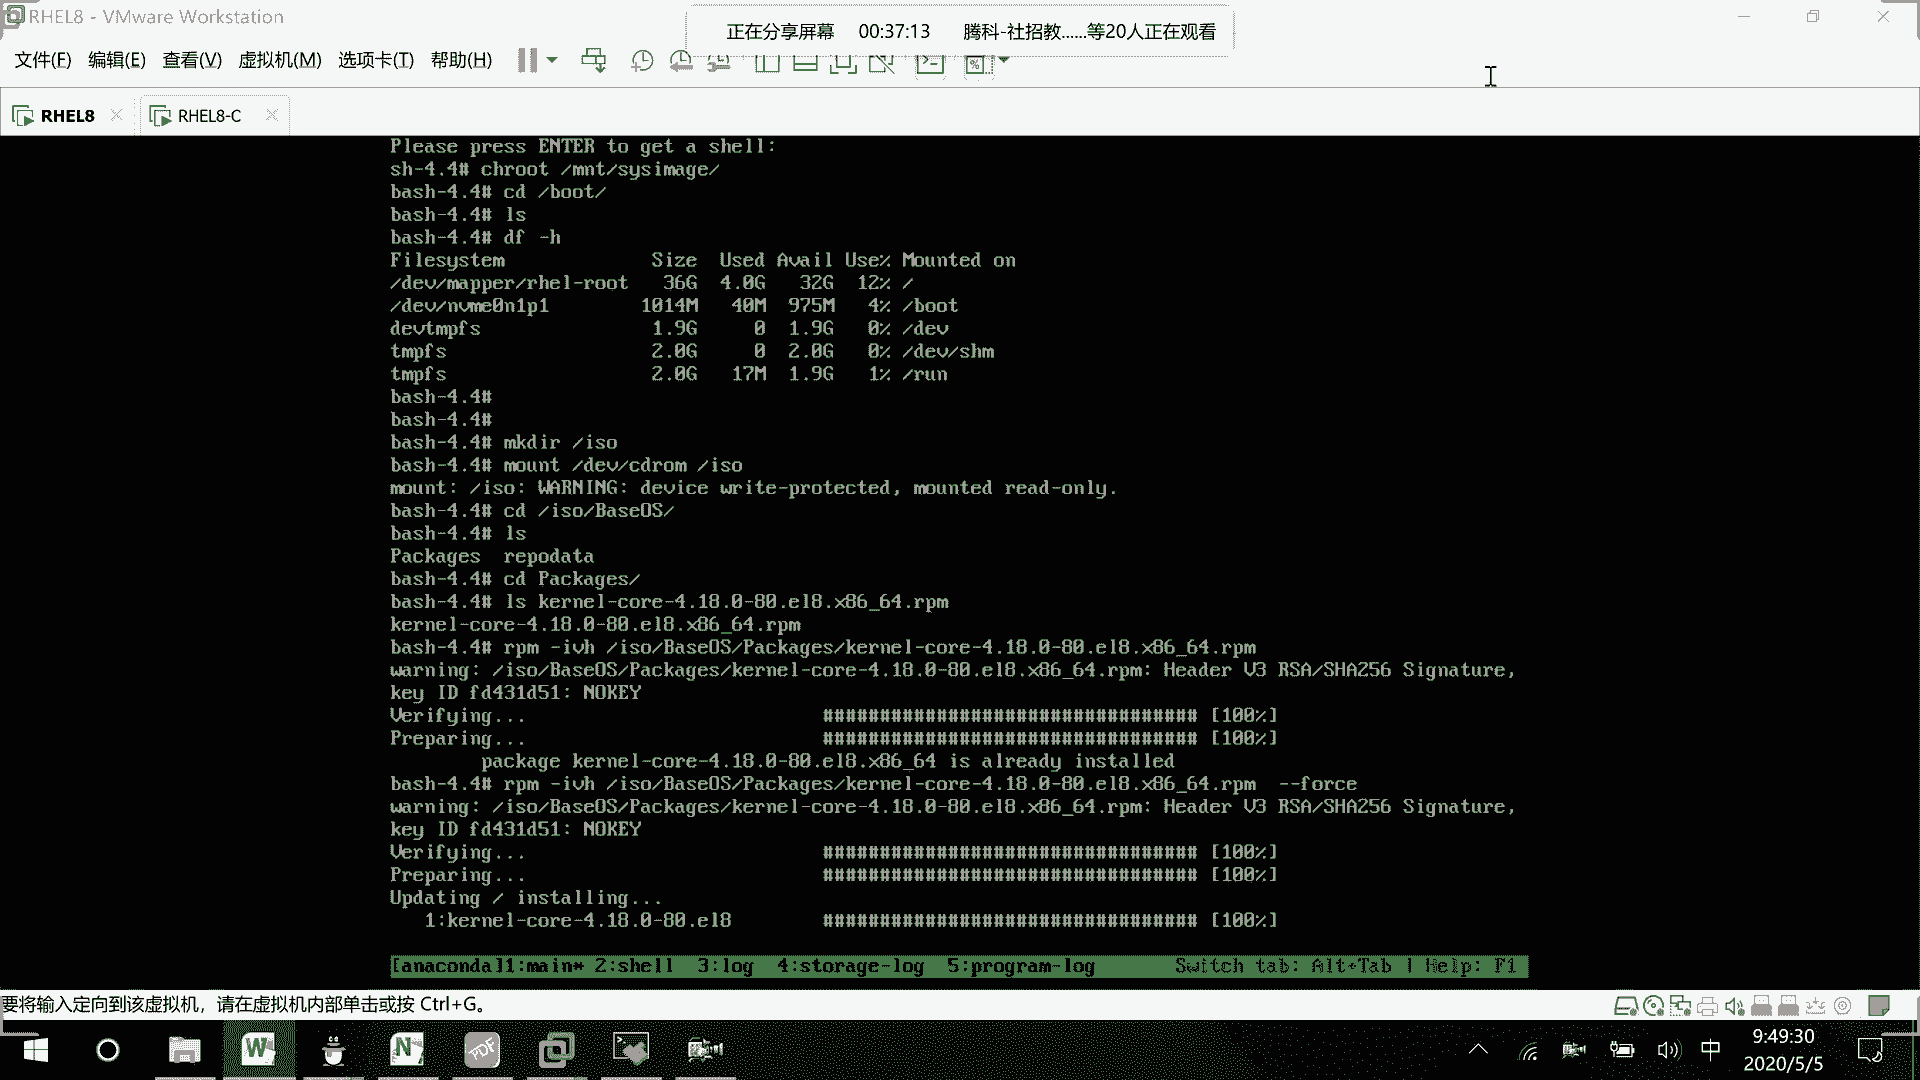 RHEL8 - VMware Workstation
正在分享屏幕 00:37:13 腾科-社招教......等20人正在观看
文件(F) 编辑(E) 查看(V) 虚拟机(M) 选项卡(T) 帮助(H)
RHEL8 RHEL8-C
Please press ENTER to get a shell:
sh-4.4# chroot /mnt/sysimage/
bash-4.4# cd /boot/
bash-4.4# ls
bash-4.4# df -h
Filesystem Size Used Avail Use% Mounted on
/dev/mapper/rhel-root 36G 4.0G 32G 12% /
/dev/nvme0n1p1 1014M 40M 975M 4% /boot
devtmpfs 1.9G 0 1.9G 0% /dev
tmpfs 2.0G 0 2.0G 0% /dev/shm
tmpfs 2.0G 17M 1.9G 1% /run
bash-4.4#
bash-4.4#
bash-4.4# mkdir /iso
bash-4.4# mount /dev/cdrom /iso
mount: /iso: WARNING: device write-protected, mounted read-only.
bash-4.4# cd /iso/BaseOS/
bash-4.4# ls
Packages repodata
bash-4.4# cd Packages/
bash-4.4# ls kernel-core-4.18.0-80.el8.x86_64.rpm
kernel-core-4.18.0-80.el8.x86_64.rpm
bash-4.4# rpm -ivh /iso/BaseOS/Packages/kernel-core-4.18.0-80.el8.x86_64.rpm
warning: /iso/BaseOS/Packages/kernel-core-4.18.0-80.el8.x86_64.rpm: Header V3 RSA/SHA256 Signature,
key ID fd431d51: NOKEY
Verifying... ################################# [100%]
Preparing... ################################# [100%]
package kernel-core-4.18.0-80.el8.x86_64 is already installed
bash-4.4# rpm -ivh /iso/BaseOS/Packages/kernel-core-4.18.0-80.el8.x86_64.rpm --force
warning: /iso/BaseOS/Packages/kernel-core-4.18.0-80.el8.x86_64.rpm: Header V3 RSA/SHA256 Signature,
key ID fd431d51: NOKEY
Verifying... ################################# [100%]
Preparing... ################################# [100%]
Updating / installing...
1:kernel-core-4.18.0-80.el8 ################################# [100%]
[anaconda]1:main* 2:shell 3:log 4:storage-log 5:program-log Switch tab: Alt+Tab | Help: F1
要将输入定向到该虚拟机，请在虚拟机内部单击或按 Ctrl+G。
W N PDF 中 9:49:30
2020/5/5